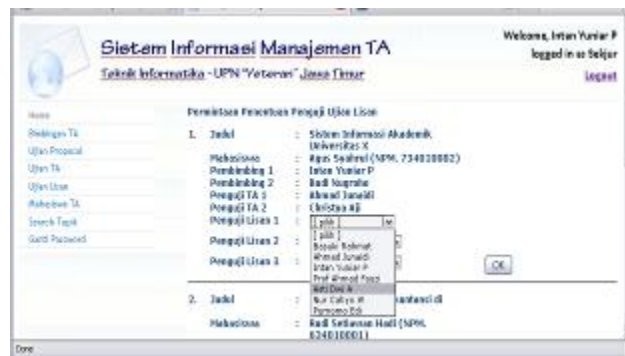 Sistem Informasi Manajemen TA
Teknik Informatika - UPN "Veteran" Jawa Timur
Welcome, Intan Yuniar P
logged in as Sekjur
Logout
Home
Bimbingan TA
Ujian Proposal
Ujian TA
Ujian Lisan
Mahasiswa TA
Search Topik
Ganti Password
Permintaan Penentuan Penguji Ujian Lisan
1. Judul : Sistem Informasi Akademik
Universitas X
Mahasiswa : Agus Syahrul (NPM. 734010002)
Pembimbing 1 : Intan Yuniar P
Pembimbing 2 : Budi Nugroho
Penguji TA 1 : Ahmad Junaidi
Penguji TA 2 : Christian Aji
Penguji Lisan 1 : [ pilih ]
[ pilih ]
Basuki Rahmat
Penguji Lisan 2 :
Ahmad Junaidi
Intan Yuniar P
Penguji Lisan 3 :
Prof Ahmad Fauzi
OK
Nur Cahyo W
Purnomo Edi
2. Judul :
di
Mahasiswa : Rudi Setiawan Hadi (NPM.
634010001)
Done